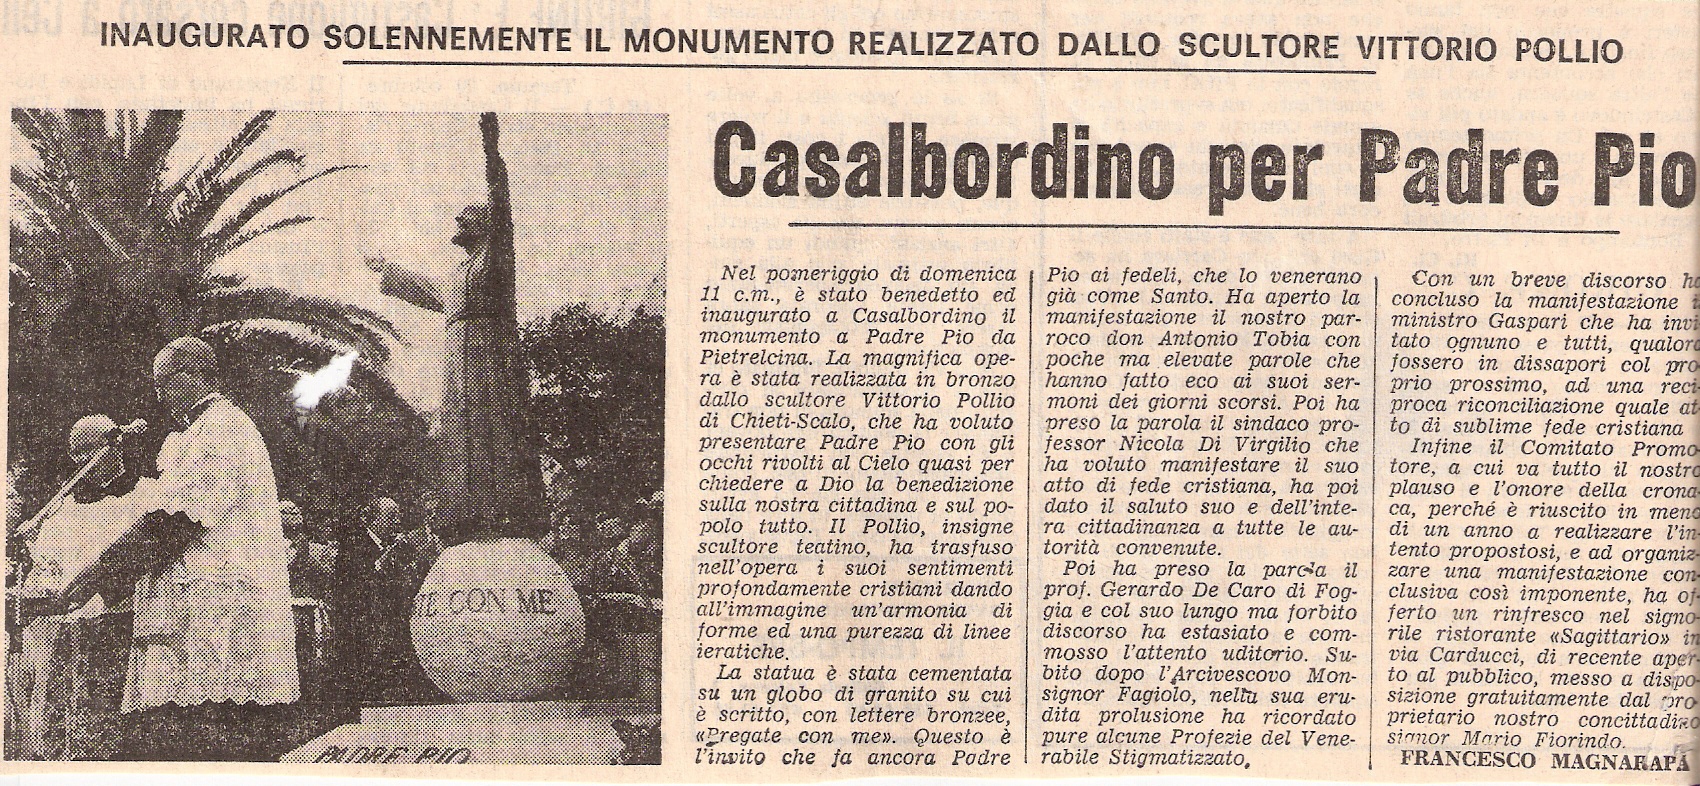 INAUGURATO SOLENNEMENTE IL MONUMENTO REALIZZATO DALLO SCULTORE VITTORIO POLLIO
Casalbordino per Padre Pio
Nel pomeriggio di domenica
11 c.m., è stato benedetto ed
inaugurato a Casalbordino il
monumento a Padre Pio da
Pietrelcina. La magnifica ope-
ra è stata realizzata in bronzo
dallo scultore Vittorio Pollio
di Chieti-Scalo, che ha voluto
presentare Padre Pio con gli
occhi rivolti al Cielo quasi per
chiedere a Dio la benedizione
sulla nostra cittadina e sul po-
polo tutto. Il Pollio, insigne
scultore teatino, ha trasfuso
nell'opera i suoi sentimenti
profondamente cristiani dando
all'immagine un'armonia di
forme ed una purezza di linee
ieratiche.
La statua è stata cementata
su un globo di granito su cui
è scritto, con lettere bronzee,
«Pregate con me». Questo è
l'invito che fa ancora Padre
Pio ai fedeli, che lo venerano
già come Santo. Ha aperto la
manifestazione il nostro par-
roco don Antonio Tobia con
poche ma elevate parole che
hanno fatto eco ai suoi ser-
moni dei giorni scorsi. Poi ha
preso la parola il sindaco pro-
fessor Nicola Di Virgilio che
ha voluto manifestare il suo
atto di fede cristiana, ha poi
dato il saluto suo e dell'inte-
ra cittadinanza a tutte le au-
torità convenute.
Poi ha preso la parola il
prof. Gerardo De Caro di Fog-
gia e col suo lungo ma forbito
discorso ha estasiato e com-
mosso l'attento uditorio. Su-
bito dopo l'Arcivescovo Mon-
signor Fagiolo, nella sua eru-
dita prolusione ha ricordato
pure alcune Profezie del Vene-
rabile Stigmatizzato.
Con un breve discorso ha
concluso la manifestazione i
ministro Gaspari che ha invi
tato ognuno e tutti, qualora
fossero in dissapori col pro-
prio prossimo, ad una reci
proca riconciliazione quale at
to di sublime fede cristiana
Infine il Comitato Promo-
tore, a cui va tutto il nostro
plauso e l'onore della crona-
ca, perché è riuscito in meno
di un anno a realizzare l'in-
tento propostosi, e ad organiz-
zare una manifestazione con-
clusiva così imponente, ha of-
ferto un rinfresco nel signo-
rile ristorante «Sagittario» in
via Carducci, di recente aper-
to al pubblico, messo a dispo-
sizione gratuitamente dal pro-
prietario nostro concittadino
signor Mario Fiorindo.
FRANCESCO MAGNARAPA
TE CON ME
PADRE PIO